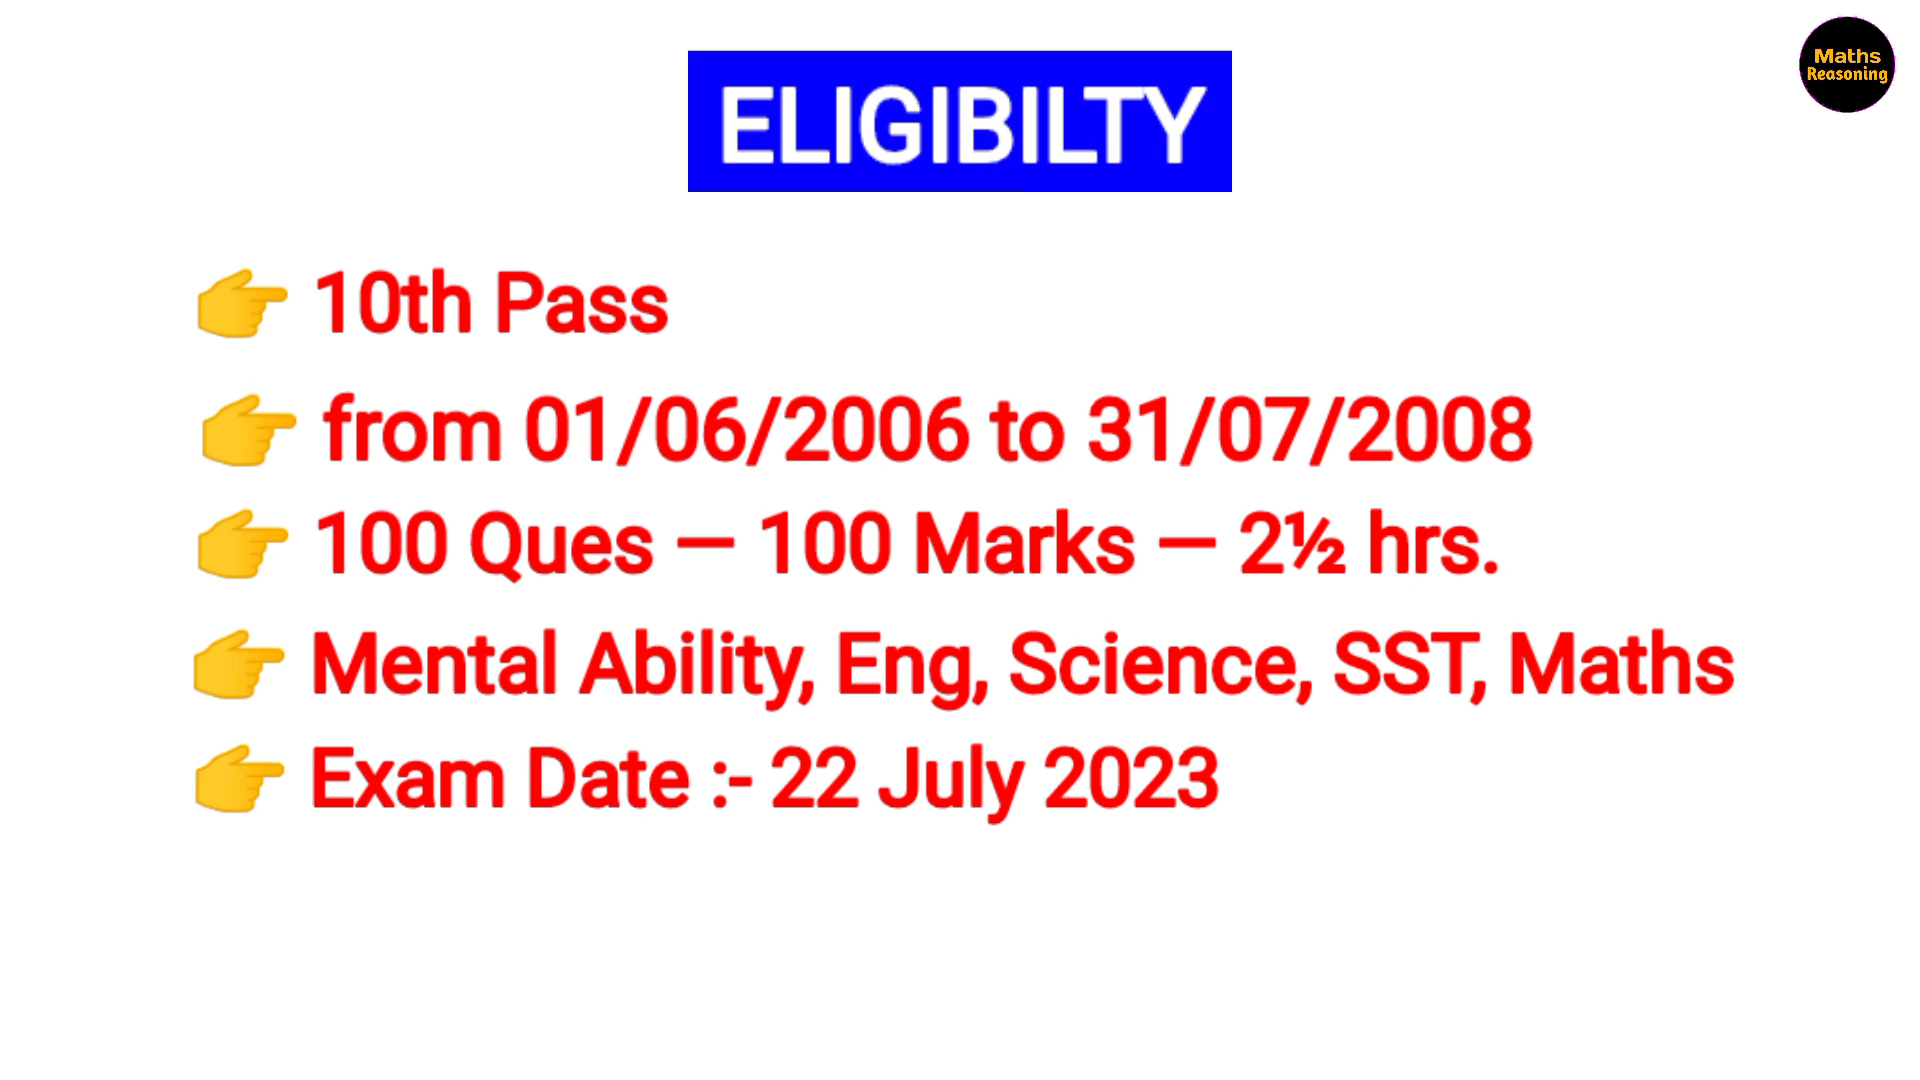 Maths
Reasoning
ELIGIBILTY
👉 10th Pass
👉 from 01/06/2006 to 31/07/2008
👉 100 Ques — 100 Marks — 2½ hrs.
👉 Mental Ability, Eng, Science, SST, Maths
👉 Exam Date :- 22 July 2023